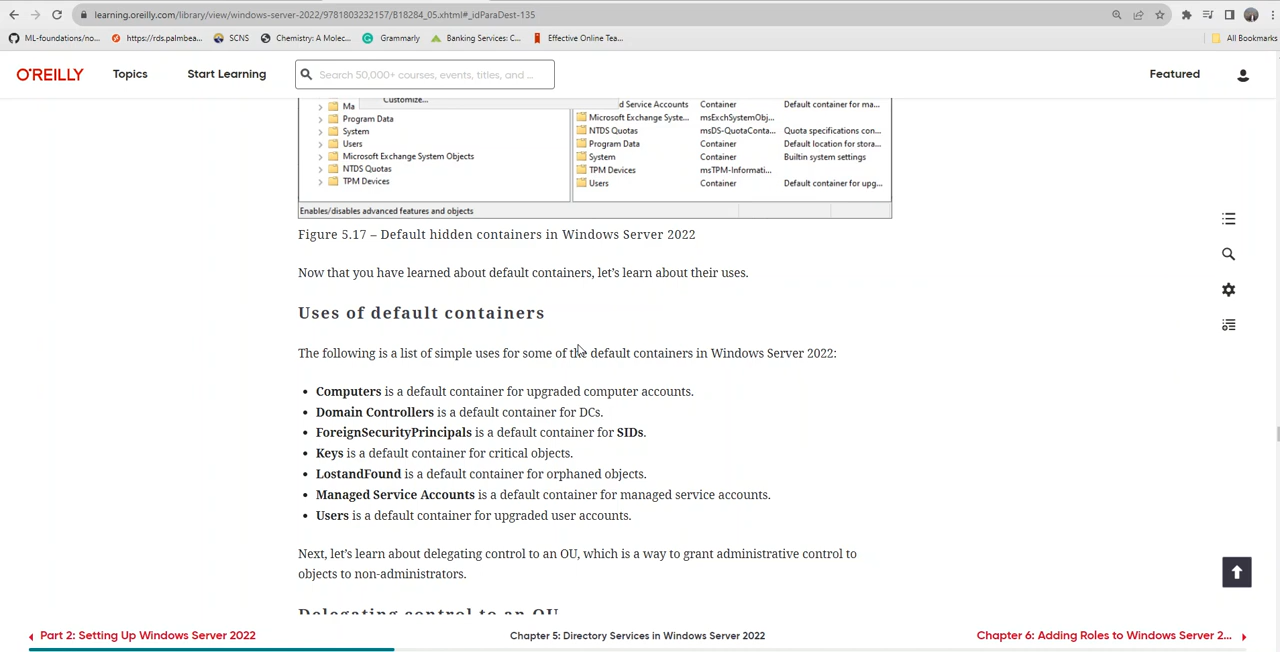 learning.oreilly.com/library/view/windows-server-2022/9781803232157/B18284_05.xhtml#_idParaDest-135
ML-foundations/no... https://rds.palmbea... SCNS Chemistry: A Molec... Grammarly Banking Services: C... Effective Online Tea... All Bookmarks
O'REILLY Topics Start Learning Search 50,000+ courses, events, titles, and ... Featured
Customize...
Ma
Program Data
System
Users
Microsoft Exchange System Objects
NTDS Quotas
TPM Devices
d Service Accounts Container Default container for ma...
Microsoft Exchange Syste... msExchSystemObj...
NTDS Quotas msDS-QuotaConta... Quota specifications con...
Program Data Container Default location for stora...
System Container Builtin system settings
TPM Devices msTPM-Informati...
Users Container Default container for upg...
Enables/disables advanced features and objects
Figure 5.17 – Default hidden containers in Windows Server 2022
Now that you have learned about default containers, let's learn about their uses.
Uses of default containers
The following is a list of simple uses for some of the default containers in Windows Server 2022:
• Computers is a default container for upgraded computer accounts.
• Domain Controllers is a default container for DCs.
• ForeignSecurityPrincipals is a default container for SIDs.
• Keys is a default container for critical objects.
• LostandFound is a default container for orphaned objects.
• Managed Service Accounts is a default container for managed service accounts.
• Users is a default container for upgraded user accounts.
Next, let's learn about delegating control to an OU, which is a way to grant administrative control to
objects to non-administrators.
Delegating control to an OU
Part 2: Setting Up Windows Server 2022 Chapter 5: Directory Services in Windows Server 2022 Chapter 6: Adding Roles to Windows Server 2...